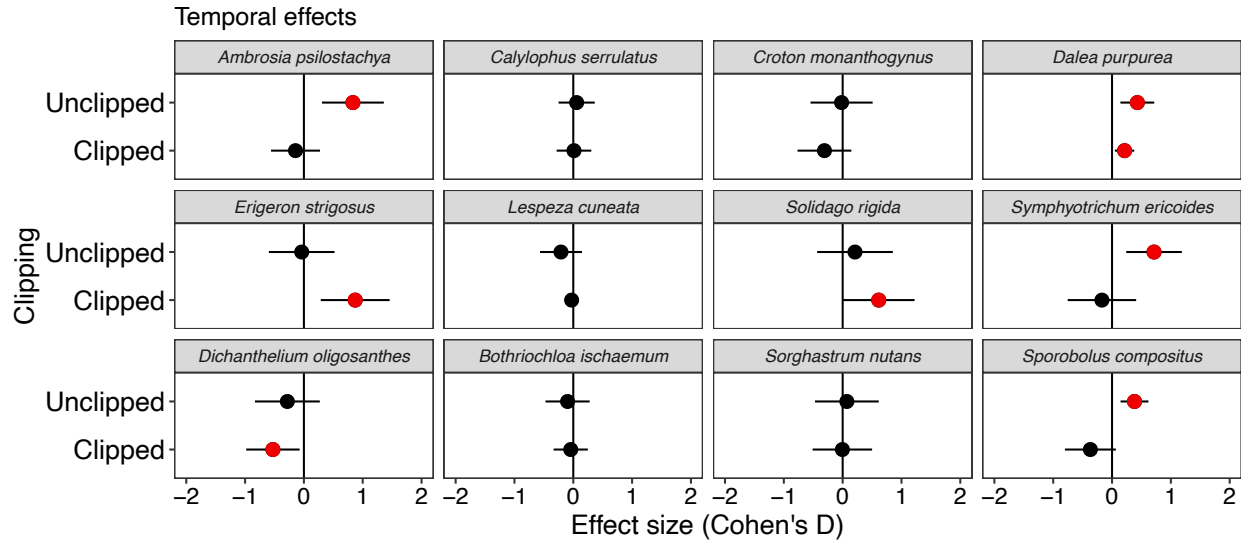 Temporal effects
Ambrosia psilostachya Calylophus serrulatus Croton monanthogynus Dalea purpurea
Unclipped
Clipped
Erigeron strigosus Lespeza cuneata Solidago rigida Symphyotrichum ericoides
Unclipped
Clipped
Clipping
Dichanthelium oligosanthes Bothriochloa ischaemum Sorghastrum nutans Sporobolus compositus
Unclipped
Clipped
−2 −1 0 1 2 −2 −1 0 1 2 −2 −1 0 1 2 −2 −1 0 1 2
Effect size (Cohen's D)